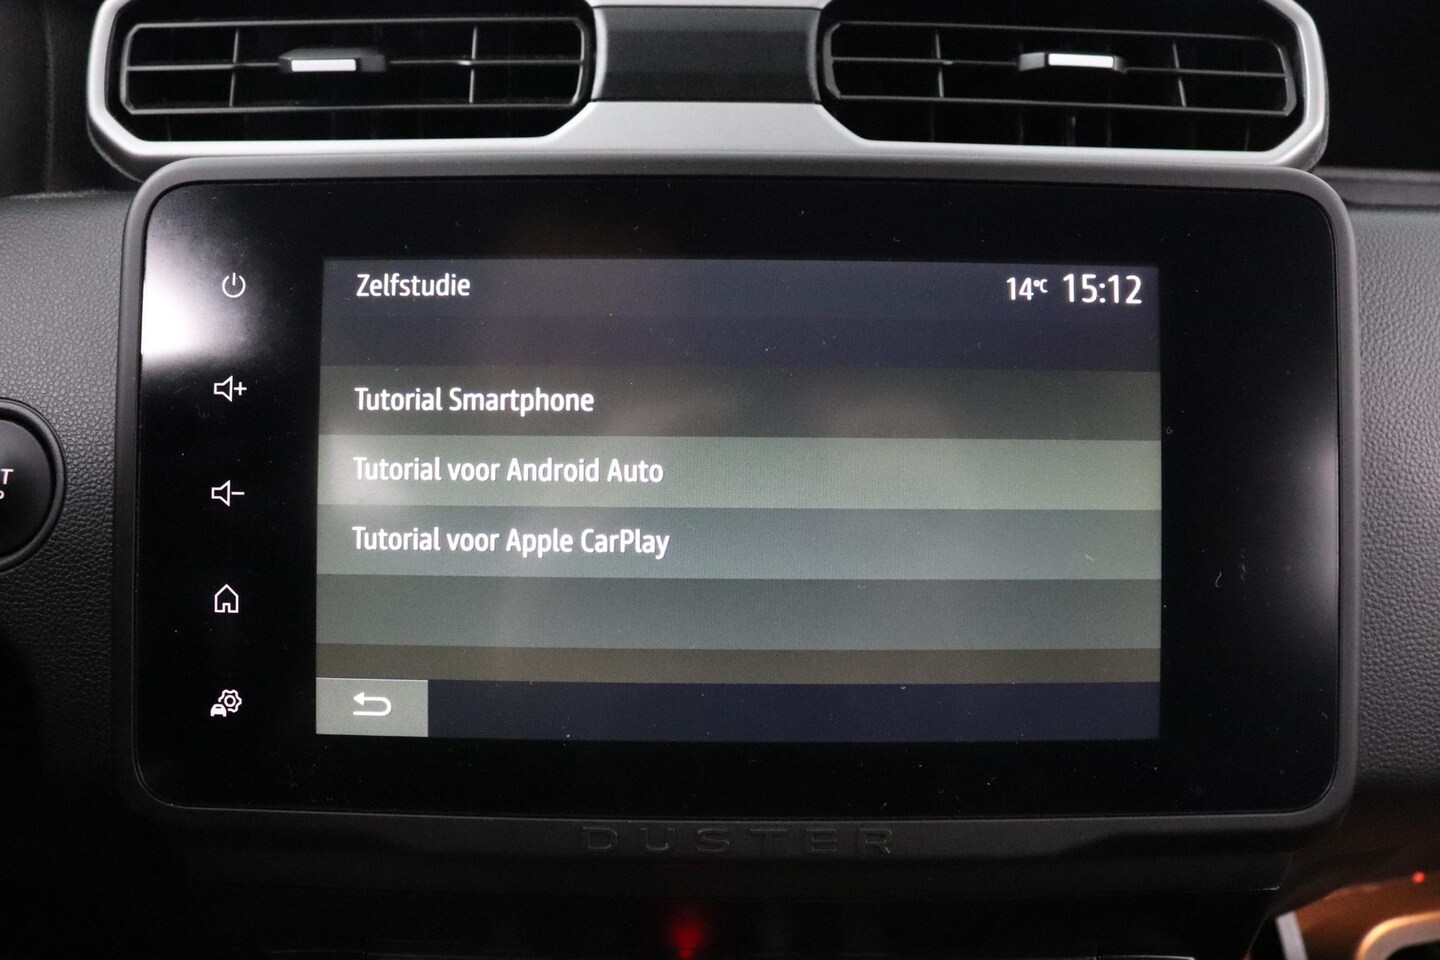 Zelfstudie
14°C 15:12
Tutorial Smartphone
Tutorial voor Android Auto
Tutorial voor Apple CarPlay
DUSTER